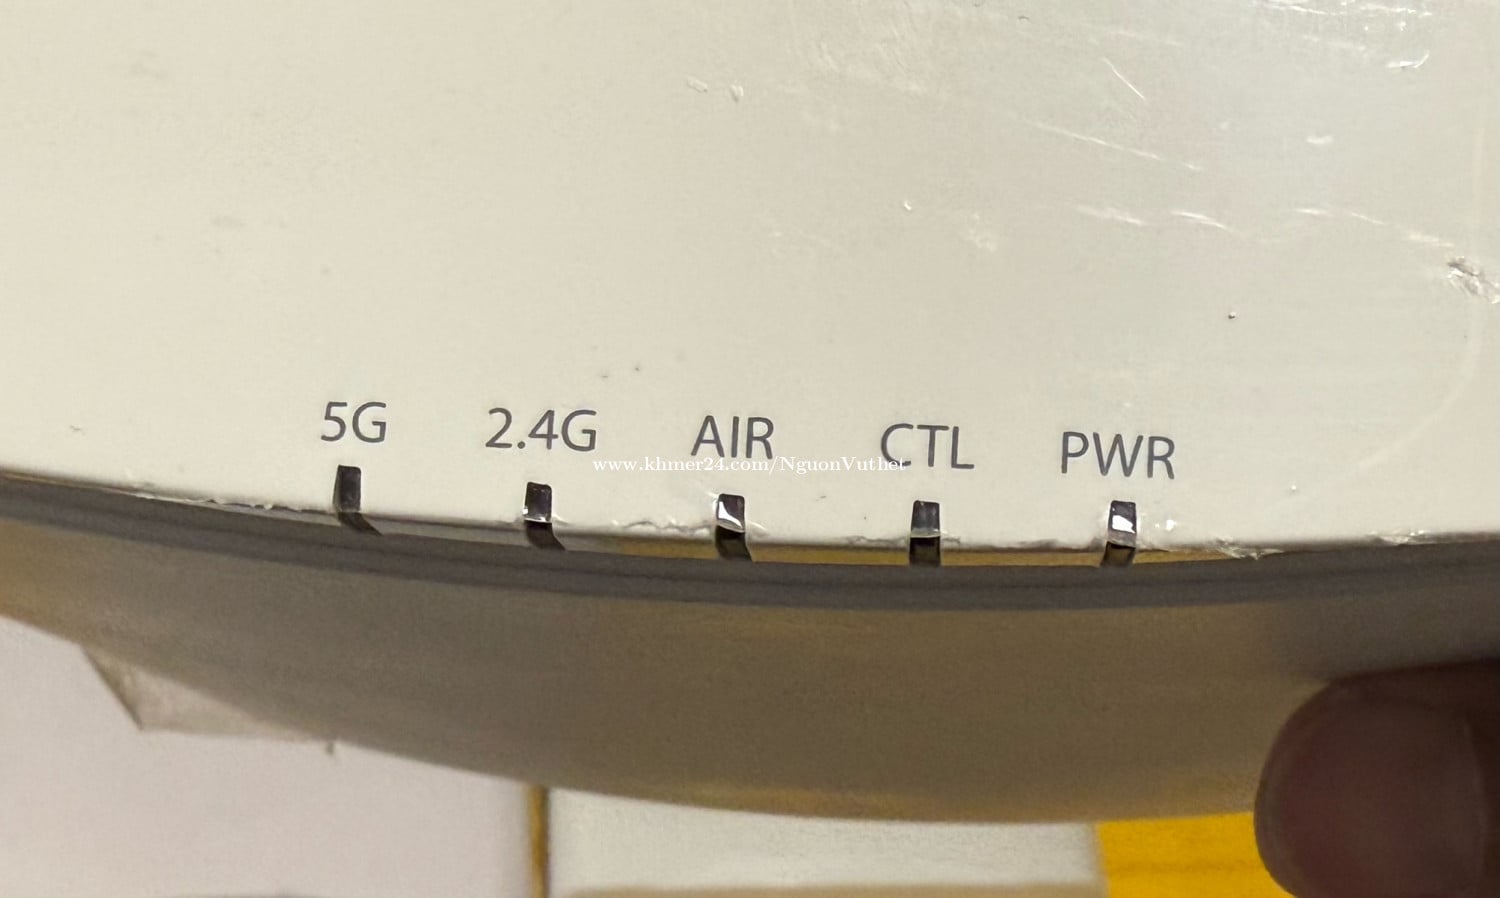 5G 2.4G AIR CTL PWR
www.khmer24.com/NguonVuthet